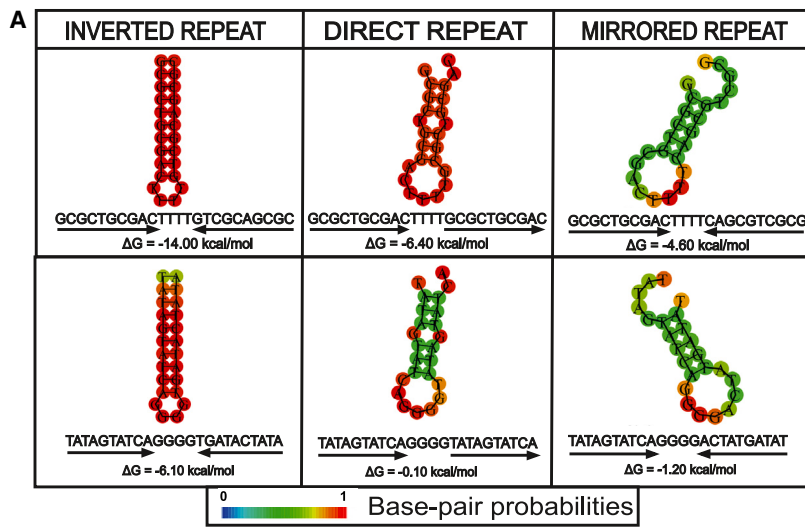 A
INVERTED REPEAT
DIRECT REPEAT
MIRRORED REPEAT
GCGCTGCGACTTTTGTCGCAGCGC
GCGCTGCGACTTTTGCGCTGCGAC
GCGCTGCGACTTTTCAGCGTCGCG
ΔG = -14.00 kcal/mol
ΔG = -6.40 kcal/mol
ΔG = -4.60 kcal/mol
TATAGTATCAGGGGTGATACTATA
TATAGTATCAGGGGTATAGTATCA
TATAGTATCAGGGGACTATGATAT
ΔG = -6.10 kcal/mol
ΔG = -0.10 kcal/mol
ΔG = -1.20 kcal/mol
0 1
Base-pair probabilities